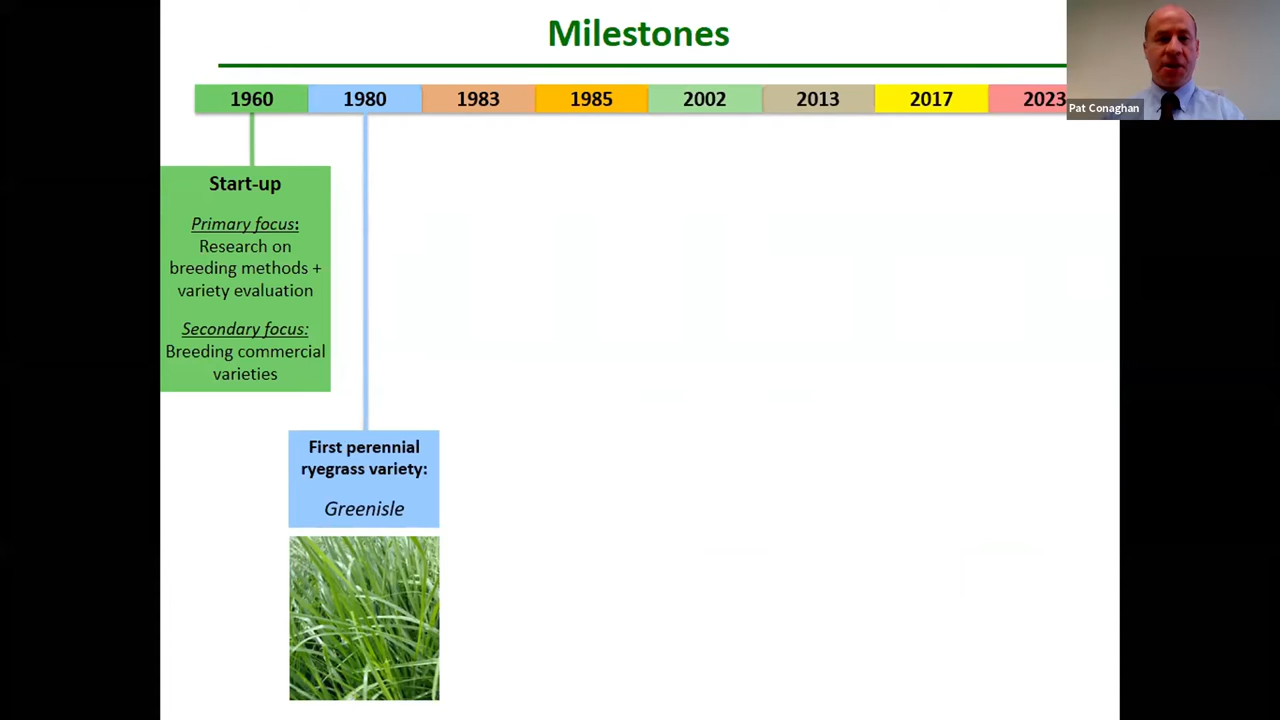 Milestones
1960 1980 1983 1985 2002 2013 2017 2023
Pat Conaghan
Start-up
Primary focus:
Research on
breeding methods +
variety evaluation
Secondary focus:
Breeding commercial
varieties
First perennial
ryegrass variety:
Greenisle